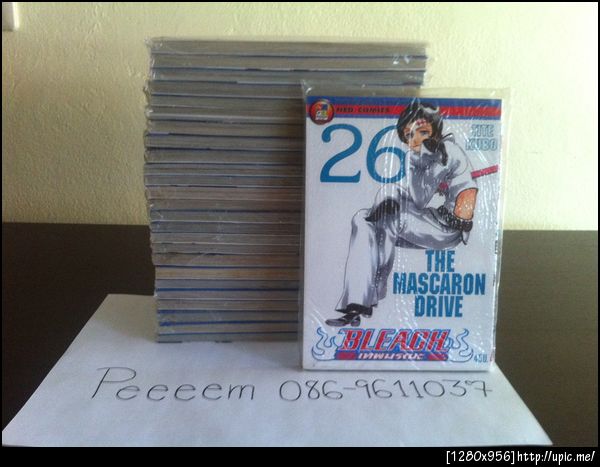 NED COMICS
26
TITE
KUBO
THE
MASCARON
DRIVE
BLEACH
เทพมรณะ
45B.
Peeeem 086-9611037
[1280x956]http://upic.me/